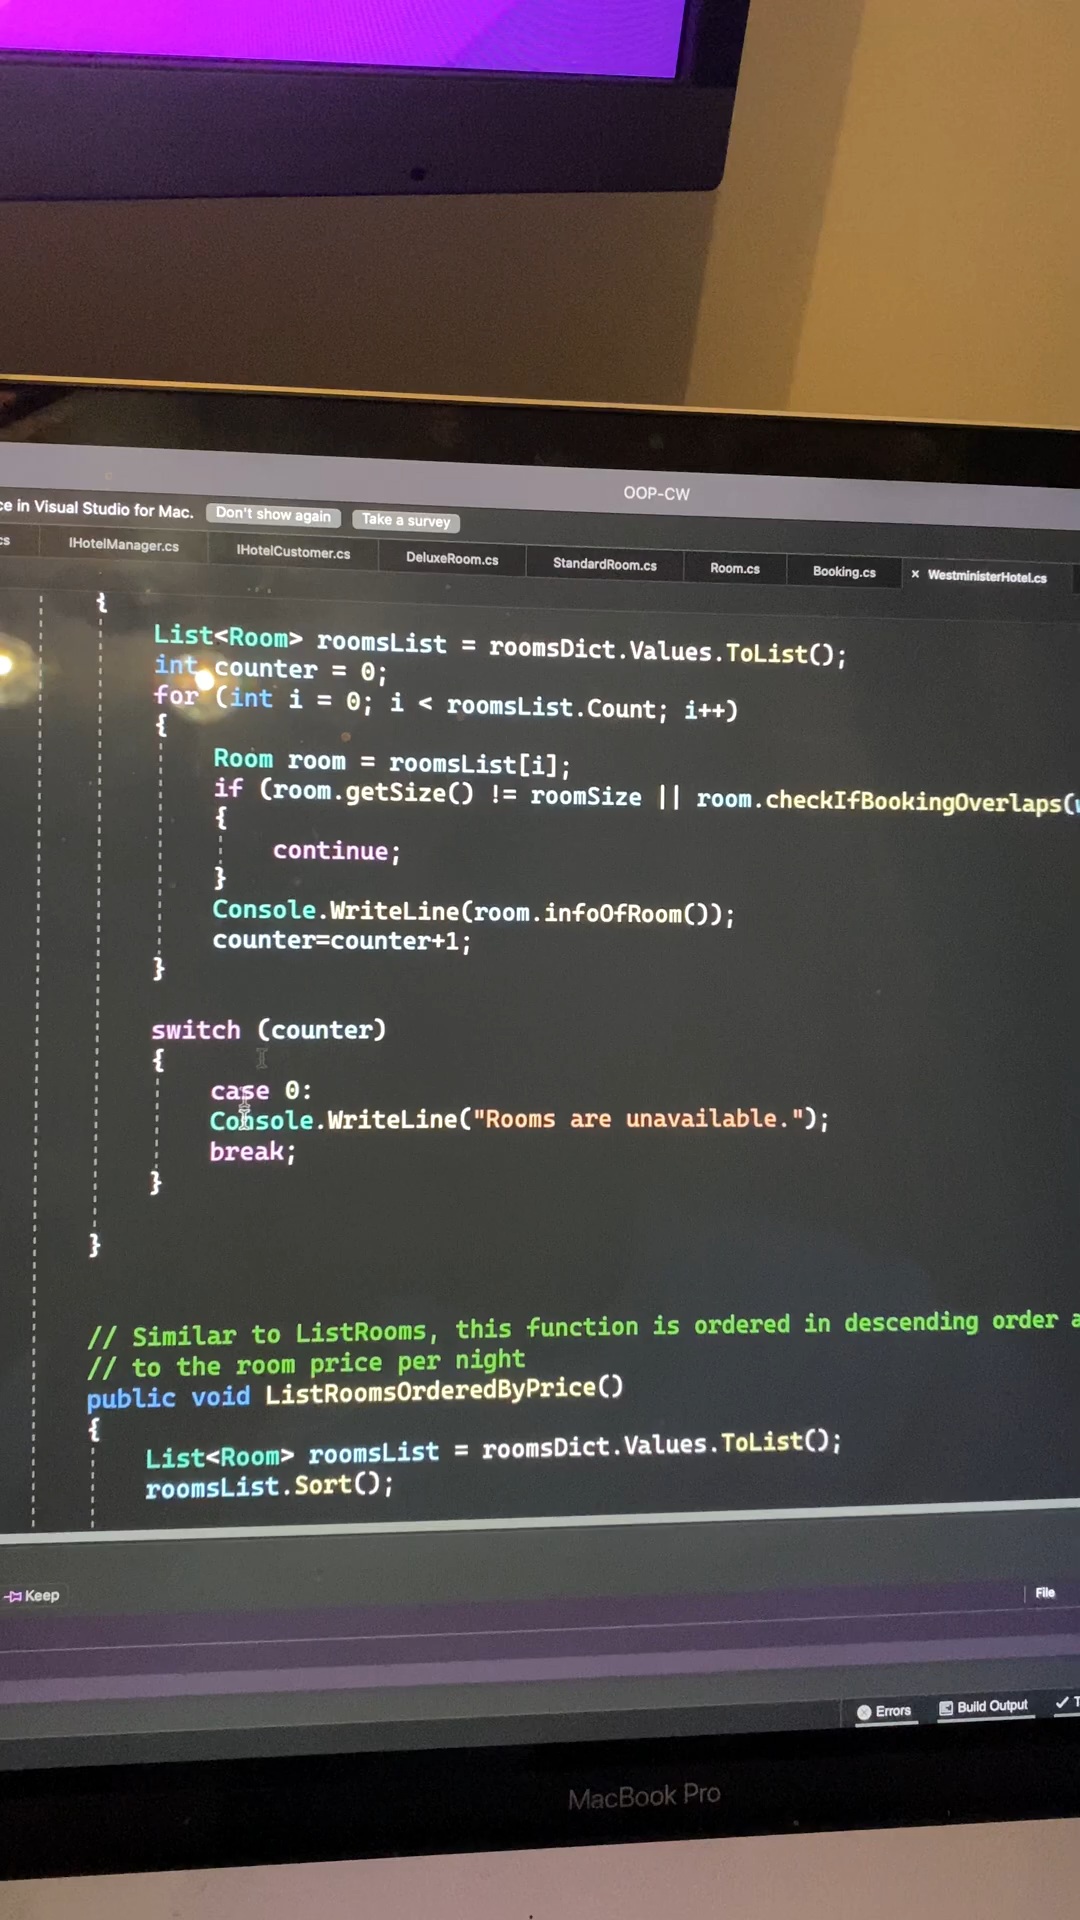 OOP-CW
ce in Visual Studio for Mac. Don't show again Take a survey
cs IHotelManager.cs IHotelCustomer.cs DeluxeRoom.cs StandardRoom.cs Room.cs Booking.cs × WestministerHotel.cs
{
List<Room> roomsList = roomsDict.Values.ToList();
int counter = 0;
for (int i = 0; i < roomsList.Count; i++)
{
Room room = roomsList[i];
if (room.getSize() != roomSize || room.checkIfBookingOverlaps(
{
continue;
}
Console.WriteLine(room.infoOfRoom());
counter=counter+1;
}
switch (counter)
{
case 0:
Console.WriteLine("Rooms are unavailable.");
break;
}
}
// Similar to ListRooms, this function is ordered in descending order a
// to the room price per night
public void ListRoomsOrderedByPrice()
{
List<Room> roomsList = roomsDict.Values.ToList();
roomsList.Sort();
Keep
File
Errors Build Output
MacBook Pro